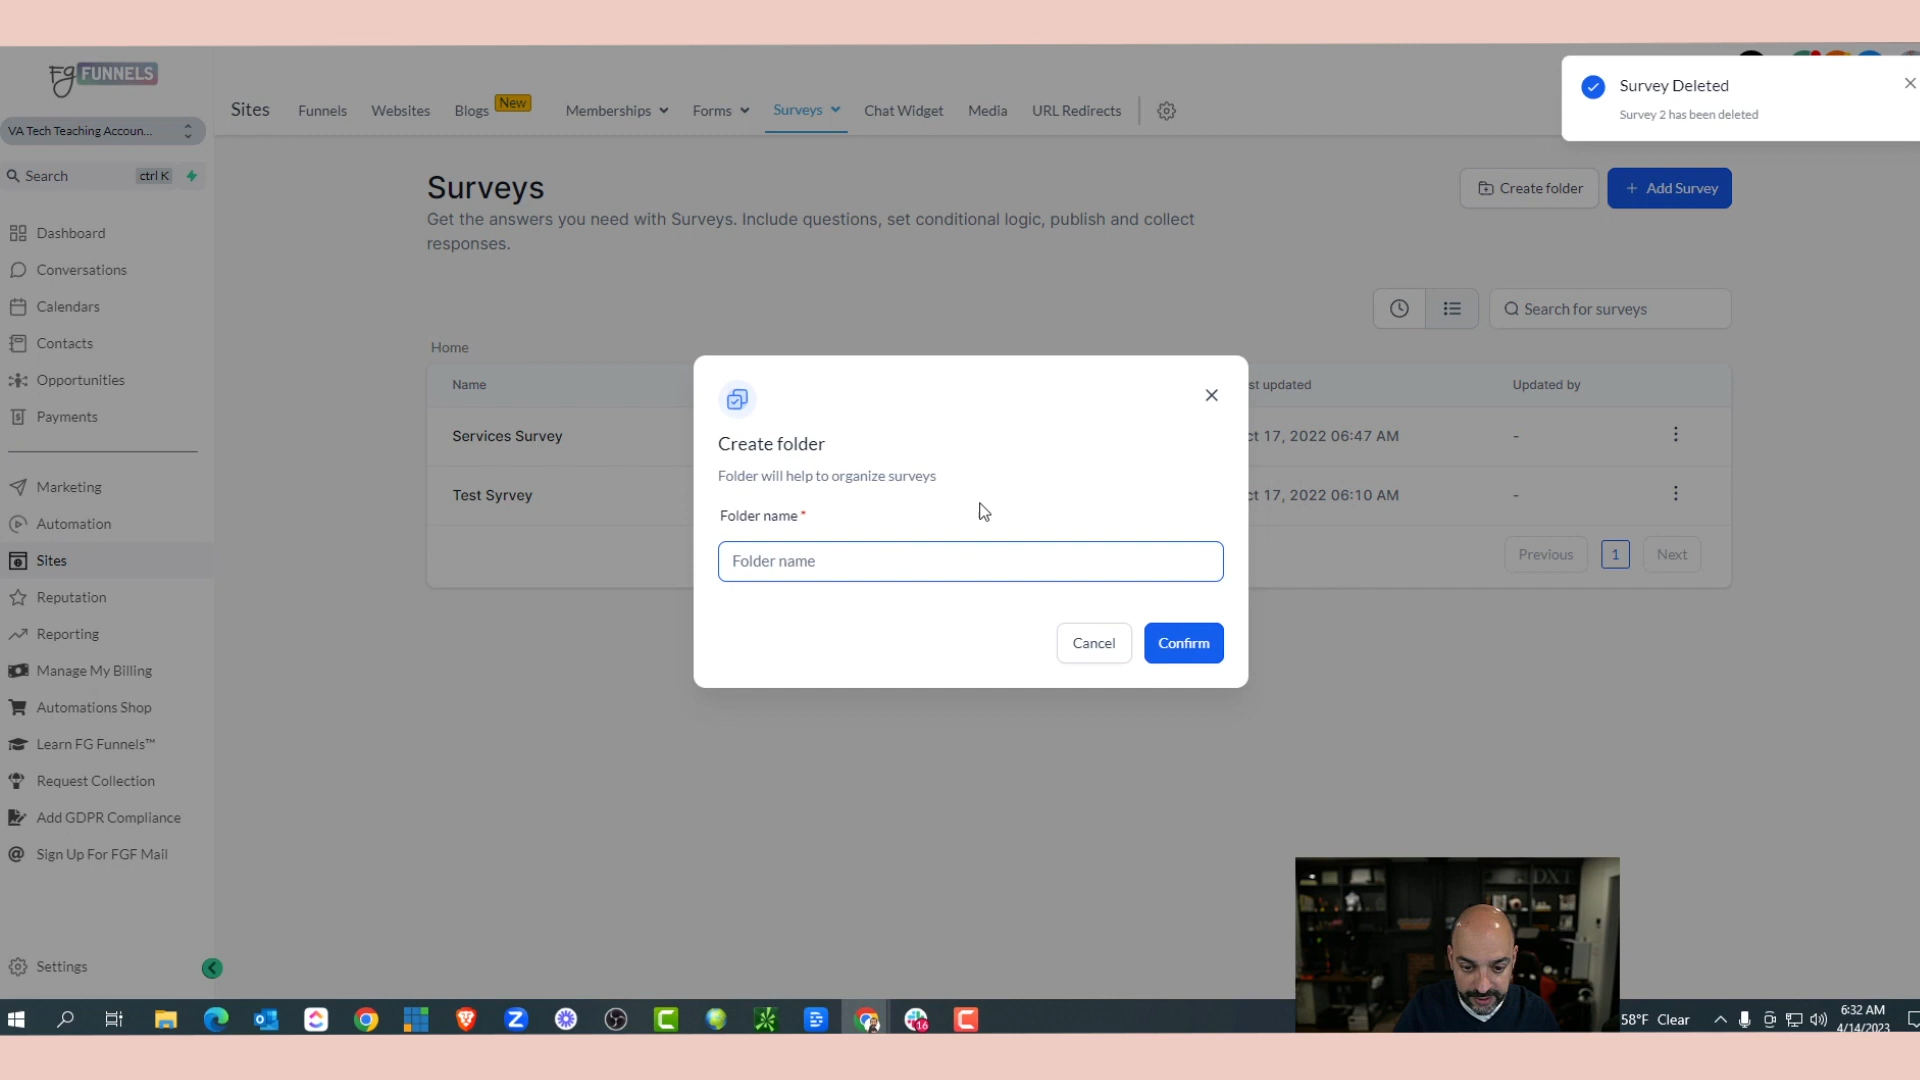 FG FUNNELS
VA Tech Teaching Accoun...
Search
ctrl K
Dashboard
Conversations
Calendars
Contacts
Opportunities
Payments
Marketing
Automation
Sites
Reputation
Reporting
Manage My Billing
Automations Shop
Learn FG Funnels™
Request Collection
Add GDPR Compliance
Sign Up For FGF Mail
Settings
Sites
Funnels
Websites
Blogs
New
Memberships
Forms
Surveys
Chat Widget
Media
URL Redirects
Survey Deleted
Survey 2 has been deleted
Surveys
Get the answers you need with Surveys. Include questions, set conditional logic, publish and collect
responses.
Create folder
+ Add Survey
Search for surveys
Home
Name
st updated
Updated by
Services Survey
ct 17, 2022 06:47 AM
-
Test Syrvey
ct 17, 2022 06:10 AM
-
Previous
1
Next
Create folder
Folder will help to organize surveys
Folder name *
Folder name
Cancel
Confirm
DXT
16
58°F Clear
6:32 AM
4/14/2023